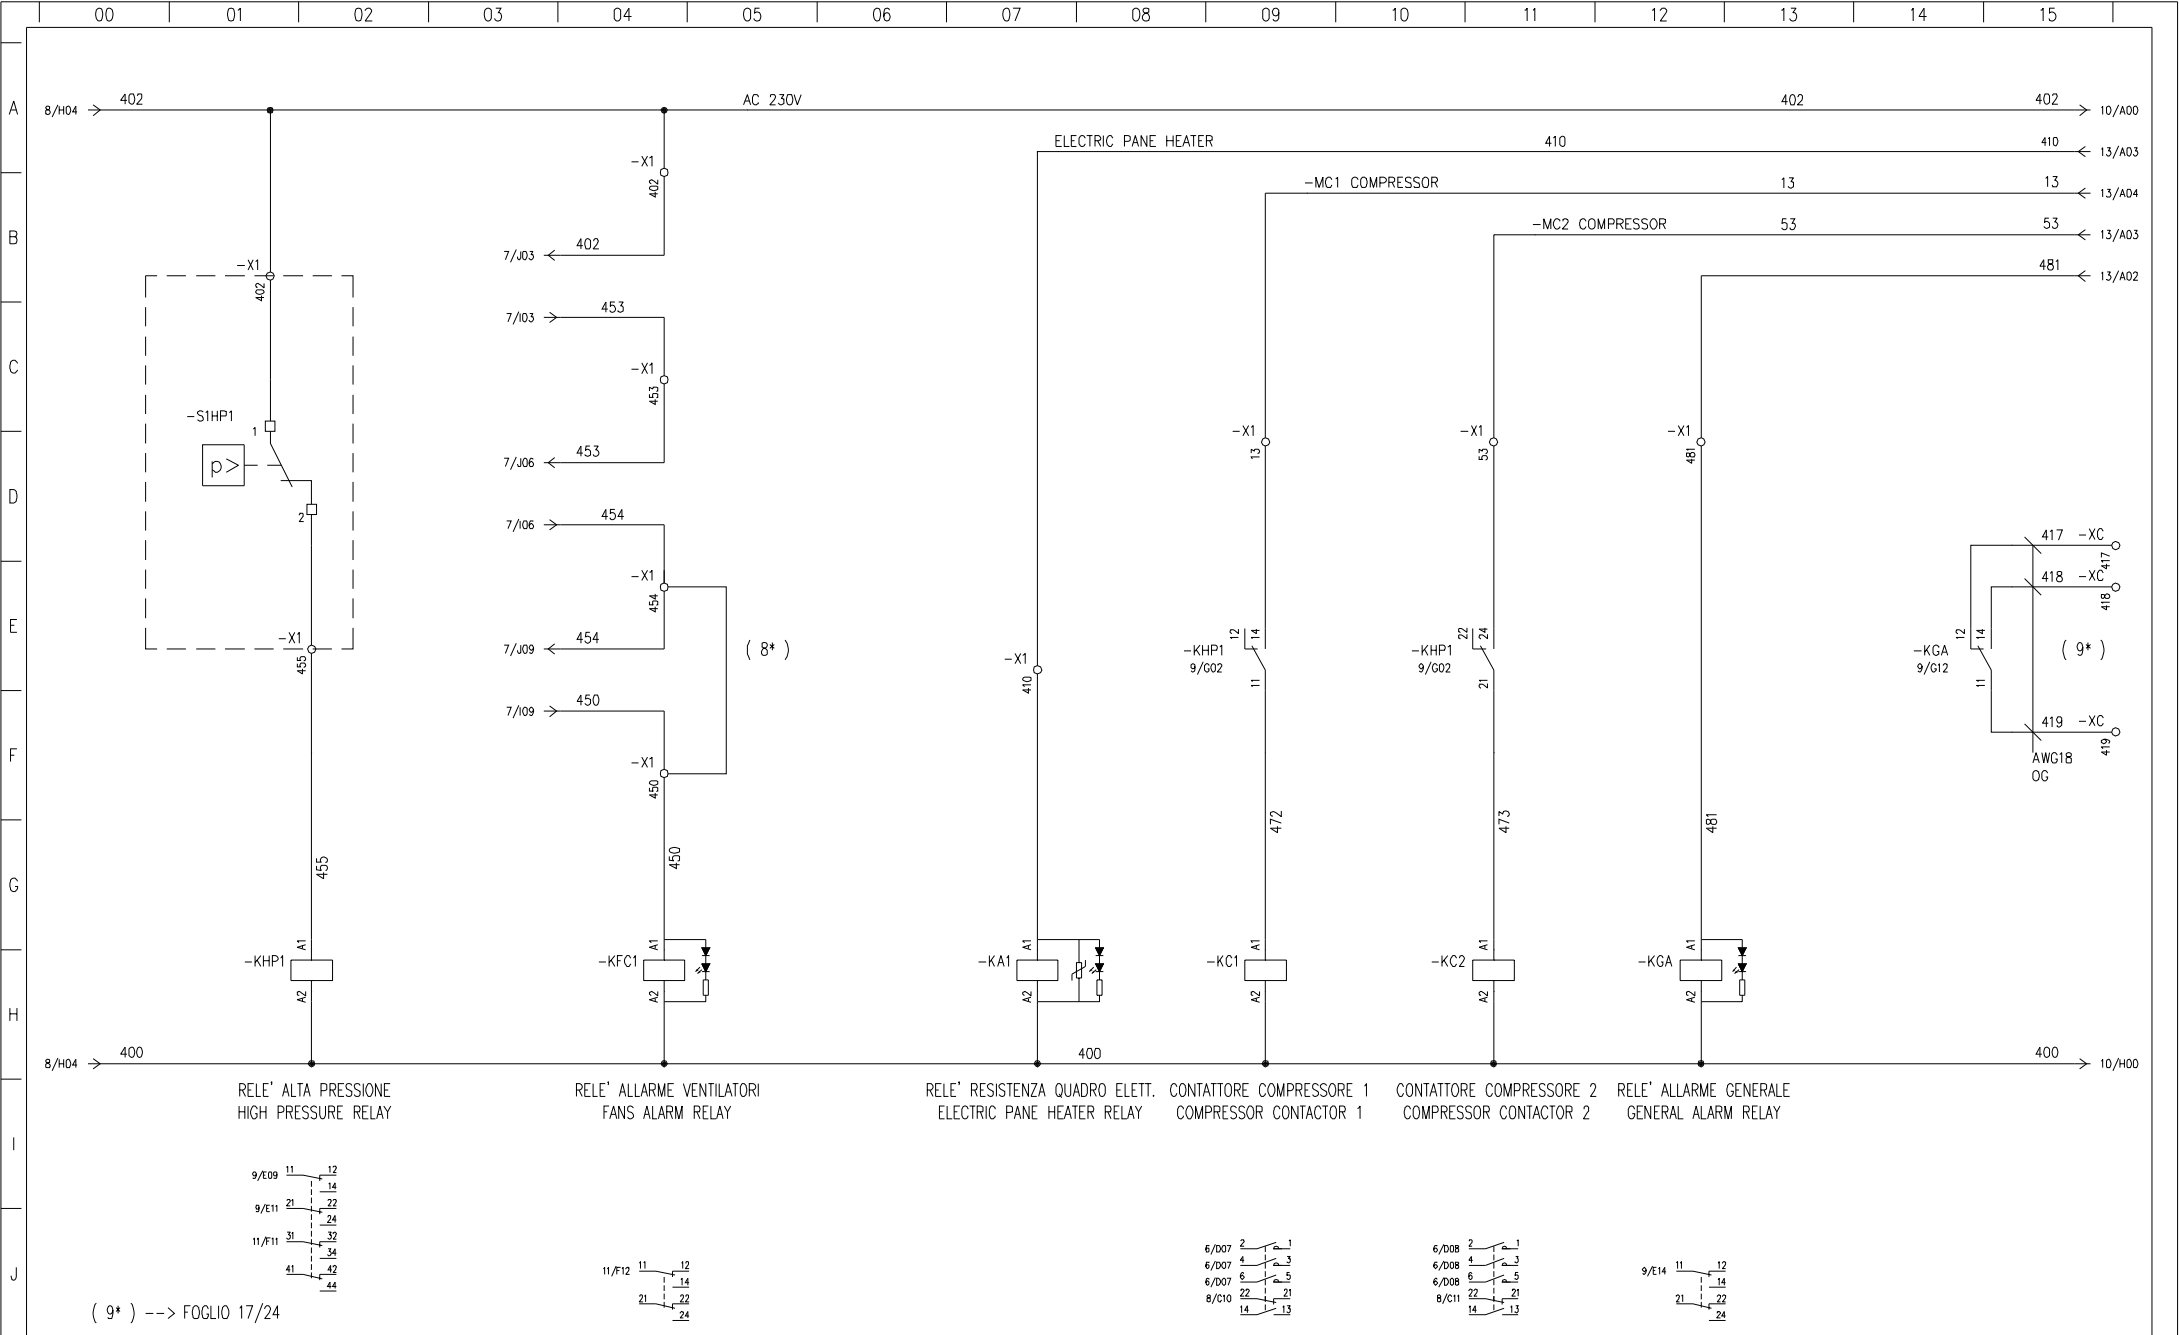 00 01 02 03 04 05 06 07 08 09 10 11 12 13 14 15
A
8/H04 402 AC 230V 402 402 10/A00
ELECTRIC PANE HEATER 410 410 13/A03
-X1
402
-MC1 COMPRESSOR 13 13 13/A04
B
-MC2 COMPRESSOR 53 53 13/A03
7/J03 402
-X1
402
481 13/A02
7/I03 453
C
-X1
453
-S1HP1
1
-X1 -X1 -X1
13 53 481
7/J06 453
p>
D
2
7/I06 454
417 -XC
417
-X1
454
418 -XC
418
E
12 14 22 24 12 14
-X1
455
7/J09 454
( 8* )
-KHP1 -KHP1 -KGA
9/G02 9/G02 9/G12
( 9* )
-X1
410
11 21 11
7/I09 450
419 -XC
419
F
-X1
450
AWG18
OG
472 473 481
455 450
G
A1 A1 A1 A1 A1 A1
-KHP1 -KFC1 -KA1 -KC1 -KC2 -KGA
A2 A2 A2 A2 A2 A2
H
8/H04 400 400 400 10/H00
RELE' ALTA PRESSIONE RELE' ALLARME VENTILATORI RELE' RESISTENZA QUADRO ELETT. CONTATTORE COMPRESSORE 1 CONTATTORE COMPRESSORE 2 RELE' ALLARME GENERALE
HIGH PRESSURE RELAY FANS ALARM RELAY ELECTRIC PANE HEATER RELAY COMPRESSOR CONTACTOR 1 COMPRESSOR CONTACTOR 2 GENERAL ALARM RELAY
I
9/E09 11 12
14
9/E11 21 22
24
11/F11 31 32
34
41 42
44
J
11/F12 11 12
14
21 22
24
6/D07 2 1
6/D07 4 3
6/D07 6 5
8/C10 22 21
14 13
6/D08 2 1
6/D08 4 3
6/D08 6 5
8/C11 22 21
14 13
9/E14 11 12
14
21 22
24
( 9* ) --> FOGLIO 17/24